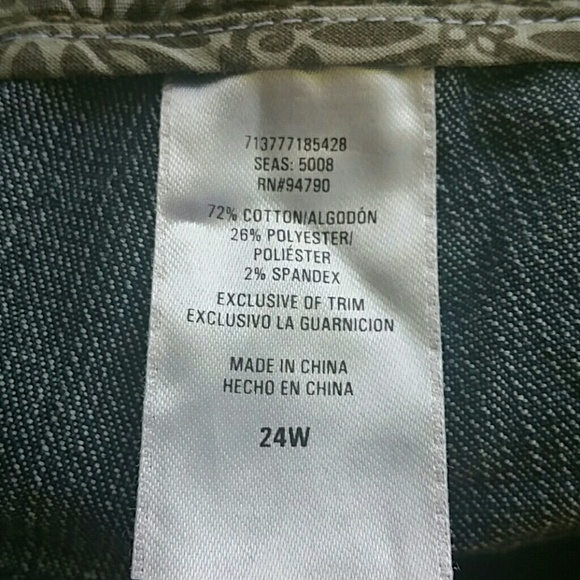 713777185428
SEAS: 5008
RN#94790
72% COTTON/ALGODÓN
26% POLYESTER/
POLIÉSTER
2% SPANDEX
EXCLUSIVE OF TRIM
EXCLUSIVO LA GUARNICION
MADE IN CHINA
HECHO EN CHINA
24W